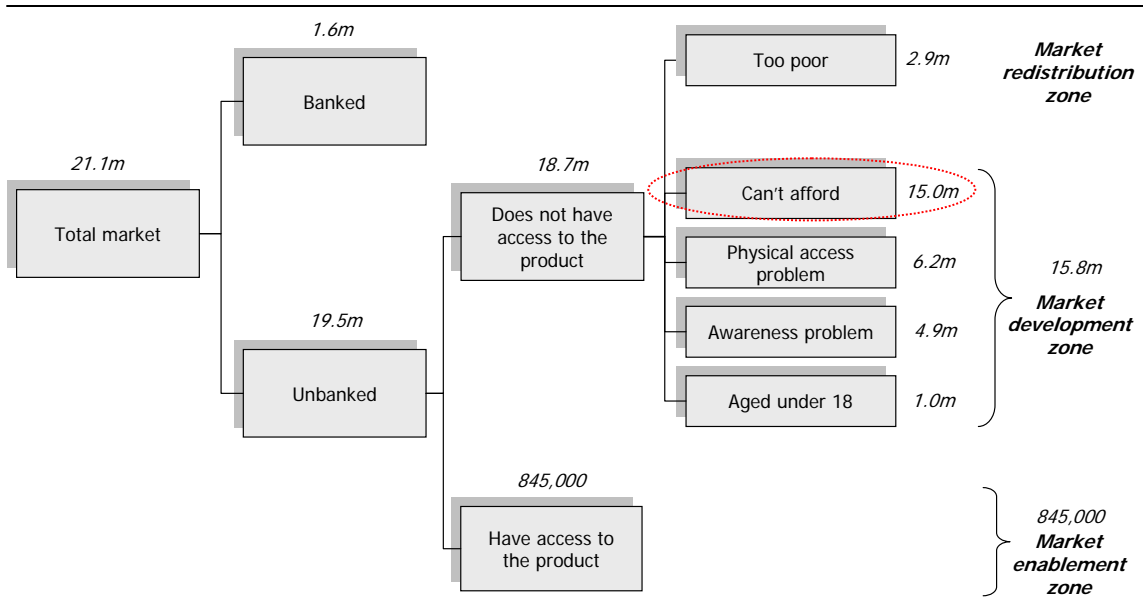 1.6m
Banked
21.1m
Total market
19.5m
Unbanked
18.7m
Does not have
access to the
product
845,000
Have access to
the product
Too poor
2.9m
Can't afford
15.0m
Physical access
problem
6.2m
Awareness problem
4.9m
Aged under 18
1.0m
Market
redistribution
zone
15.8m
Market
development
zone
845,000
Market
enablement
zone